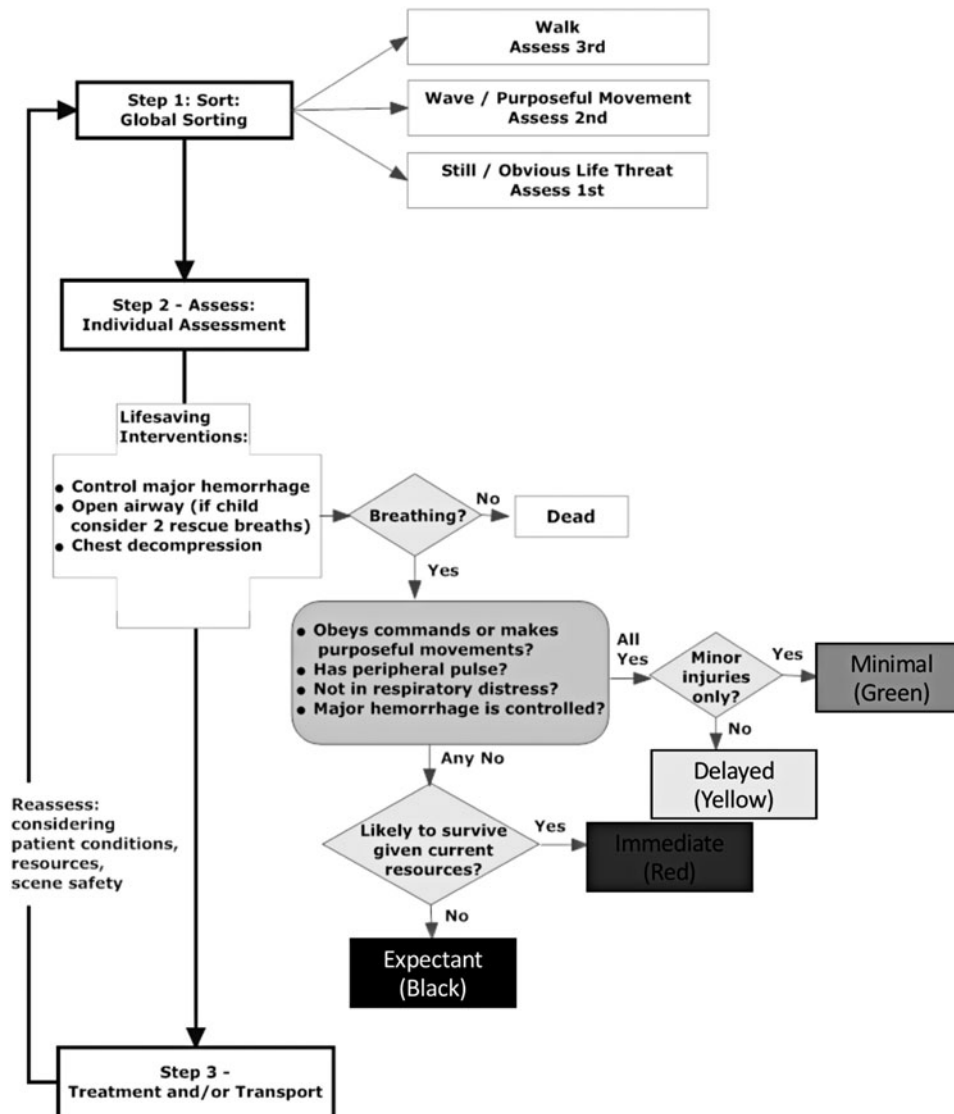 Walk
Assess 3rd
Step 1: Sort:
Global Sorting
Wave / Purposeful Movement
Assess 2nd
Still / Obvious Life Threat
Assess 1st
Step 2 - Assess:
Individual Assessment
Lifesaving
Interventions:
● Control major hemorrhage
● Open airway (if child
consider 2 rescue breaths)
● Chest decompression
Breathing?
No
Dead
Yes
● Obeys commands or makes
purposeful movements?
● Has peripheral pulse?
● Not in respiratory distress?
● Major hemorrhage is controlled?
All
Yes
Minor
injuries
only?
Yes
Minimal
(Green)
No
Delayed
(Yellow)
Any No
Likely to survive
given current
resources?
Yes
Immediate
(Red)
No
Expectant
(Black)
Reassess:
considering
patient conditions,
resources,
scene safety
Step 3 -
Treatment and/or Transport